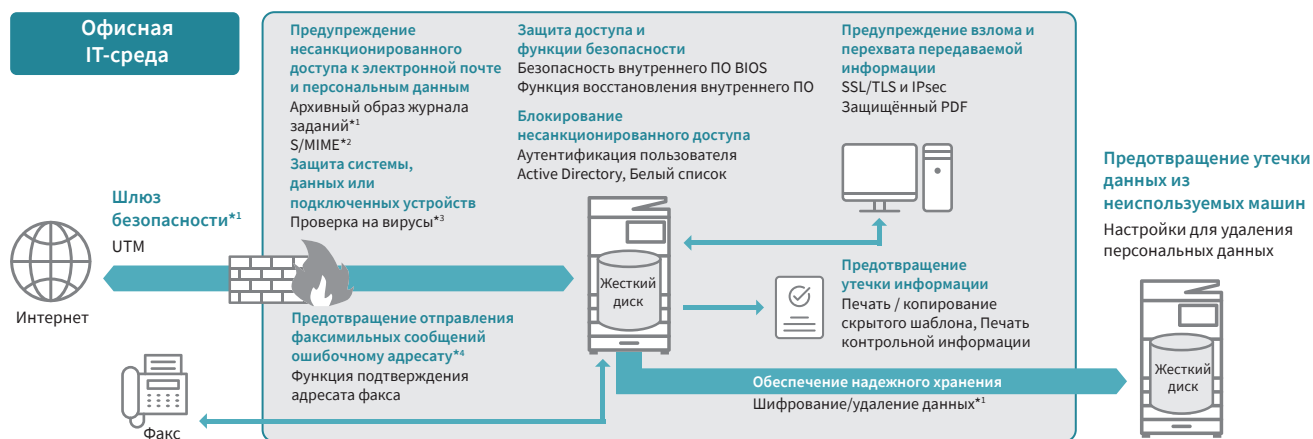 Офисная
IT-среда
Предупреждение
несанкционированного
доступа к электронной почте
и персональным данным
Архивный образ журнала
заданий*1
S/MIME*2
Защита системы,
данных или
подключенных устройств
Проверка на вирусы*3
Защита доступа и
функции безопасности
Безопасность внутреннего ПО BIOS
Функция восстановления внутреннего ПО
Блокирование
несанкционированного доступа
Аутентификация пользователя
Active Directory, Белый список
Предупреждение взлома и
перехвата передаваемой
информации
SSL/TLS и IPsec
Защищённый PDF
Шлюз
безопасности*1
UTM
Интернет
Жесткий
диск
Предотвращение
утечки информации
Печать / копирование
скрытого шаблона, Печать
контрольной информации
Предотвращение утечки
данных из
неиспользуемых машин
Настройки для удаления
персональных данных
Предотвращение отправления
факсимильных сообщений
ошибочному адресату*4
Функция подтверждения
адресата факса
Факс
Обеспечение надежного хранения
Шифрование/удаление данных*1
Жесткий
диск